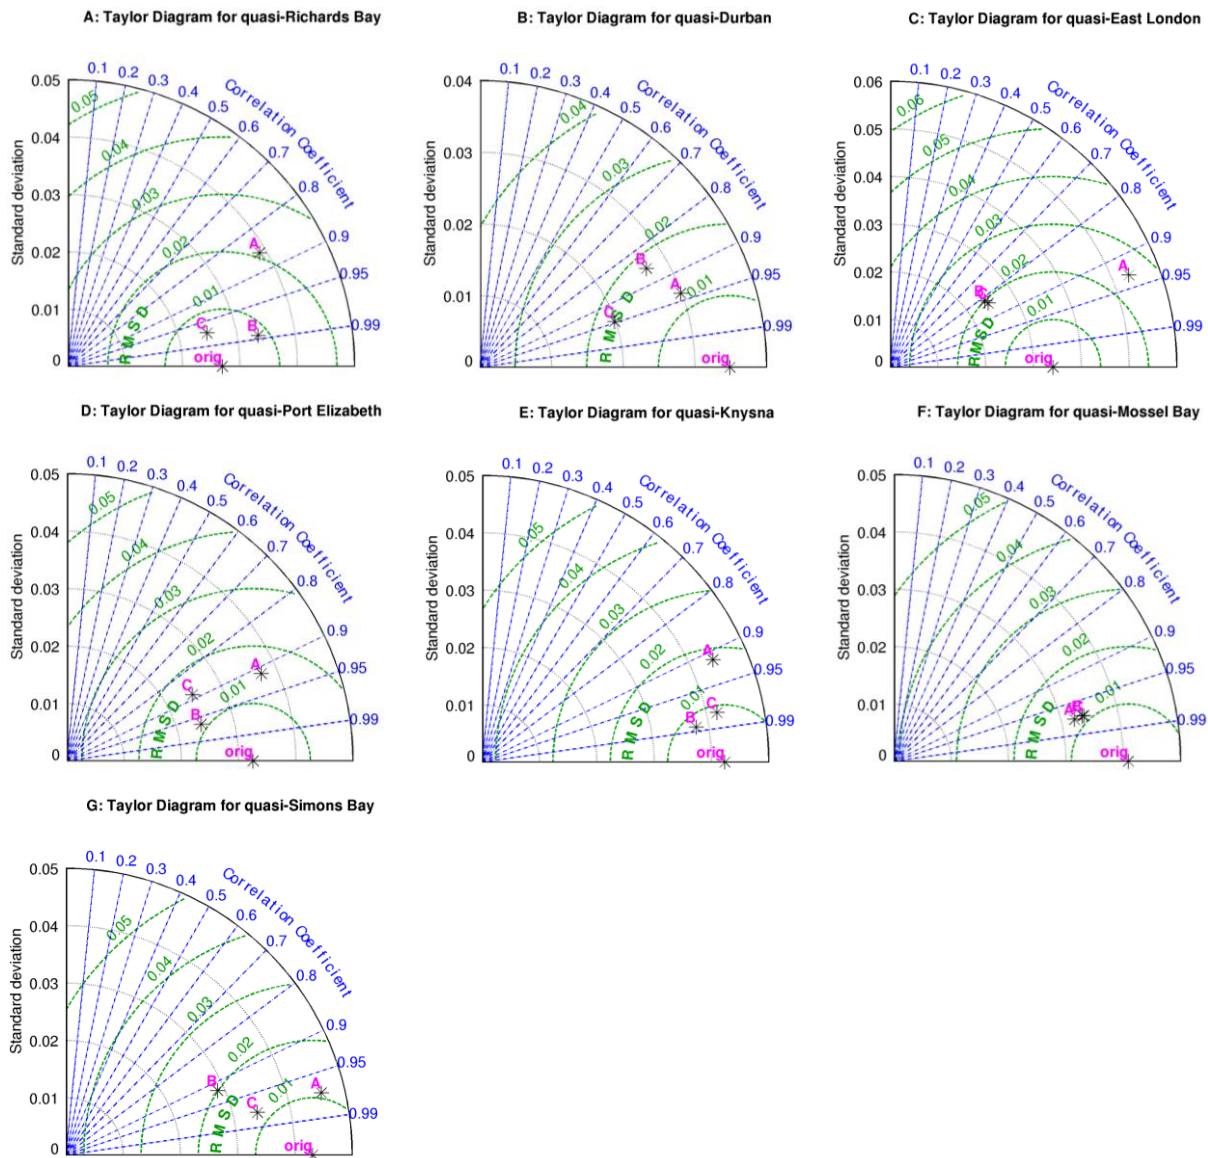 A: Taylor Diagram for quasi-Richards Bay
B: Taylor Diagram for quasi-Durban
C: Taylor Diagram for quasi-East London
0.05
0.04
0.03
0.02
0.01
0
Standard deviation
0.1 0.2 0.3 0.4 0.5 0.6 0.7 0.8 0.9 0.95 0.99
Correlation Coefficient
0.05
0.04
0.03
0.02
0.01
RMSD
A
B
C
orig
0.04
0.03
0.02
0.01
0
Standard deviation
0.1 0.2 0.3 0.4 0.5 0.6 0.7 0.8 0.9 0.95 0.99
Correlation Coefficient
0.04
0.03
0.02
0.01
RMSD
B
A
C
orig
0.06
0.05
0.04
0.03
0.02
0.01
0
Standard deviation
0.1 0.2 0.3 0.4 0.5 0.6 0.7 0.8 0.9 0.95 0.99
Correlation Coefficient
0.06
0.05
0.04
0.03
0.02
0.01
RMSD
A
B
C
orig
D: Taylor Diagram for quasi-Port Elizabeth
E: Taylor Diagram for quasi-Knysna
F: Taylor Diagram for quasi-Mossel Bay
0.05
0.04
0.03
0.02
0.01
0
Standard deviation
0.1 0.2 0.3 0.4 0.5 0.6 0.7 0.8 0.9 0.95 0.99
Correlation Coefficient
0.05
0.04
0.03
0.02
0.01
RMSD
A
C
B
orig
0.05
0.04
0.03
0.02
0.01
0
Standard deviation
0.1 0.2 0.3 0.4 0.5 0.6 0.7 0.8 0.9 0.95 0.99
Correlation Coefficient
0.05
0.04
0.03
0.02
0.01
RMSD
A
C
B
orig
0.05
0.04
0.03
0.02
0.01
0
Standard deviation
0.1 0.2 0.3 0.4 0.5 0.6 0.7 0.8 0.9 0.95 0.99
Correlation Coefficient
0.05
0.04
0.03
0.02
0.01
RMSD
A
orig
G: Taylor Diagram for quasi-Simons Bay
0.05
0.04
0.03
0.02
0.01
0
Standard deviation
0.1 0.2 0.3 0.4 0.5 0.6 0.7 0.8 0.9 0.95 0.99
Correlation Coefficient
0.05
0.04
0.03
0.02
0.01
RMSD
B
A
C
orig